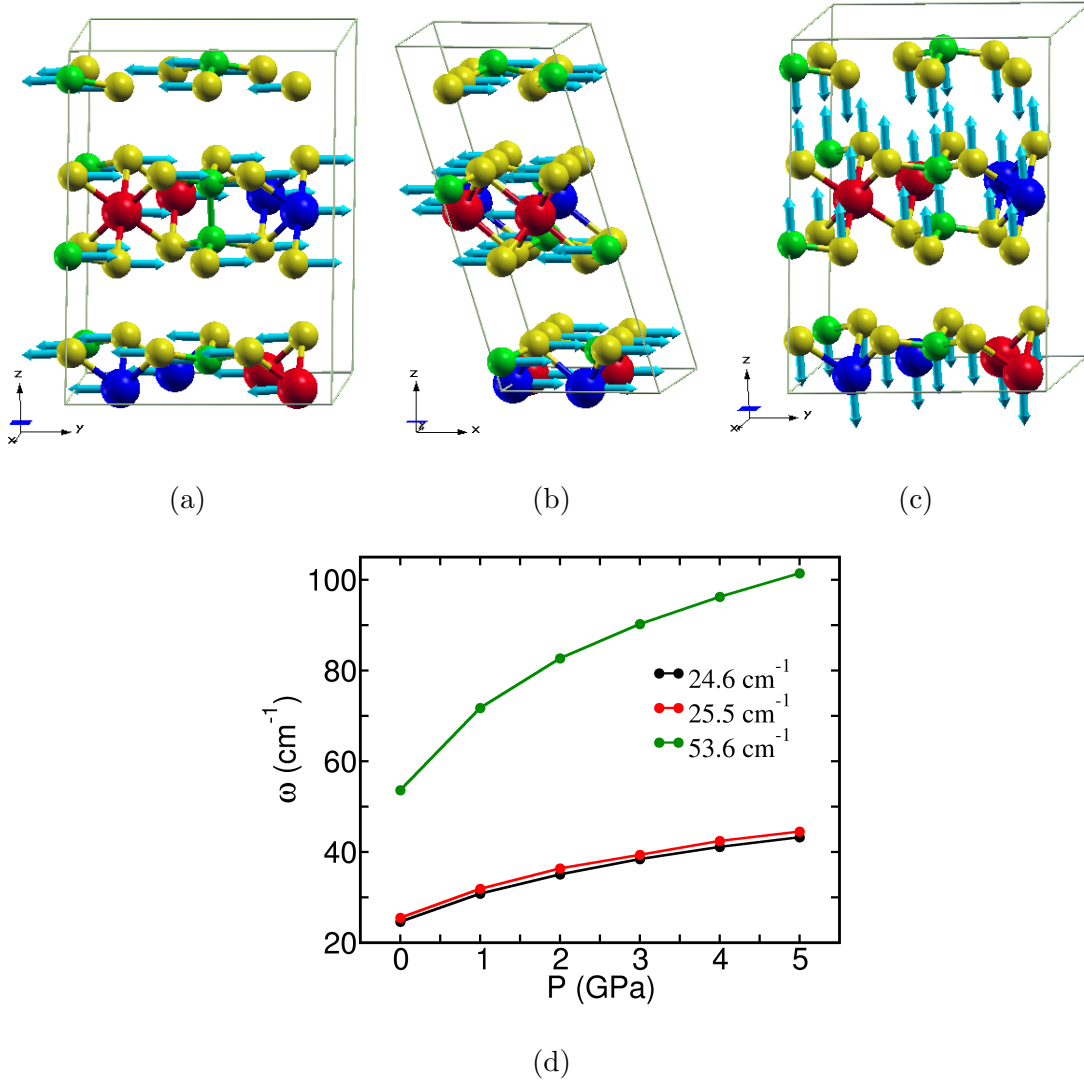 z
x
y
z
y
x
z
x
y
(a)
(b)
(c)
100
80
60
40
20
ω (cm⁻¹)
24.6 cm⁻¹
25.5 cm⁻¹
53.6 cm⁻¹
0 1 2 3 4 5
P (GPa)
(d)